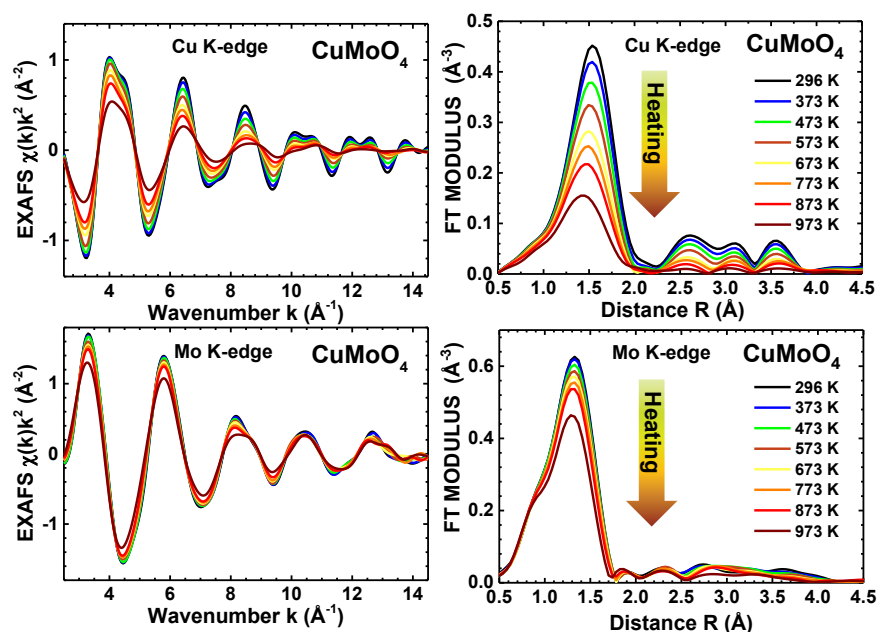 Cu K-edge
CuMoO₄
EXAFS χ(k)k² (Å⁻²)
1
0
-1
4 6 8 10 12 14
Wavenumber k (Å⁻¹)
Cu K-edge
CuMoO₄
FT MODULUS (Å⁻³)
0.5
0.4
0.3
0.2
0.1
0.0
Heating
296 K
373 K
473 K
573 K
673 K
773 K
873 K
973 K
0.5 1.0 1.5 2.0 2.5 3.0 3.5 4.0 4.5
Distance R (Å)
Mo K-edge
CuMoO₄
EXAFS χ(k)k² (Å⁻²)
1
0
-1
4 6 8 10 12 14
Wavenumber k (Å⁻¹)
Mo K-edge
CuMoO₄
FT MODULUS (Å⁻³)
0.6
0.4
0.2
0.0
Heating
296 K
373 K
473 K
573 K
673 K
773 K
873 K
973 K
0.5 1.0 1.5 2.0 2.5 3.0 3.5 4.0 4.5
Distance R (Å)